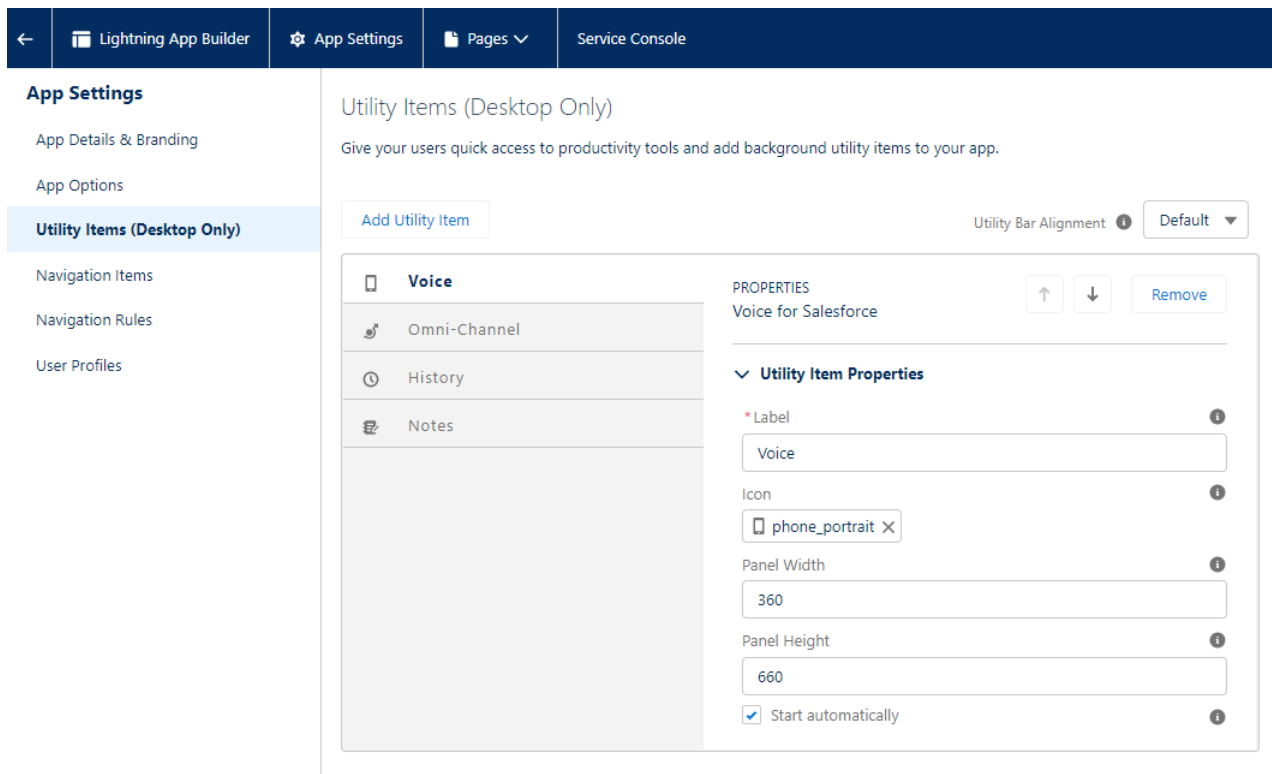 Lightning App Builder App Settings Pages Service Console
App Settings
App Details & Branding
App Options
Utility Items (Desktop Only)
Navigation Items
Navigation Rules
User Profiles
Utility Items (Desktop Only)
Give your users quick access to productivity tools and add background utility items to your app.
Add Utility Item
Utility Bar Alignment Default
Voice
Omni-Channel
History
Notes
PROPERTIES
Voice for Salesforce
Remove
Utility Item Properties
*Label
Voice
Icon
phone_portrait
Panel Width
360
Panel Height
660
Start automatically